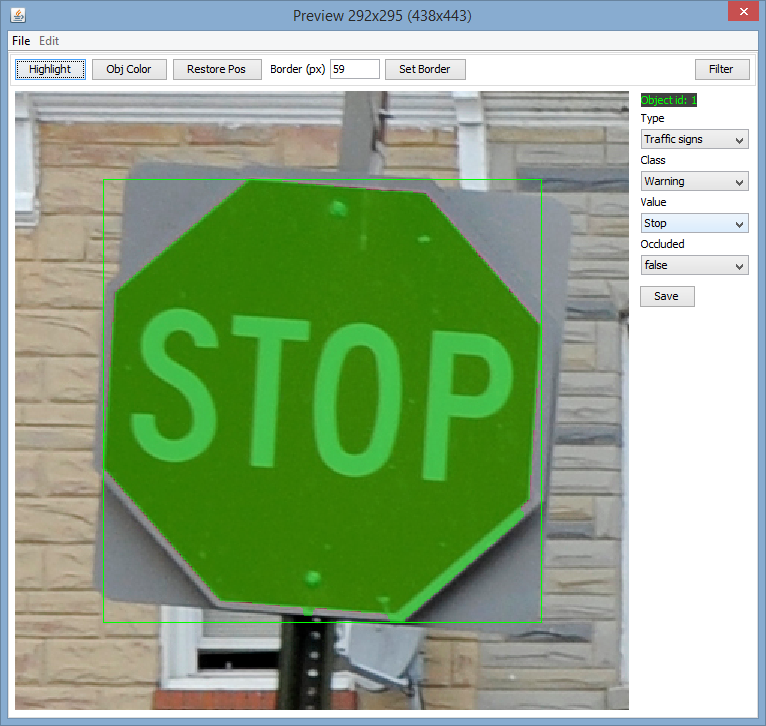 Preview 292x295 (438x443)
File Edit
Highlight Obj Color Restore Pos Border (px) 59 Set Border Filter
Object id: 1
Type
Traffic signs
Class
Warning
Value
Stop
Occluded
false
Save
STOP